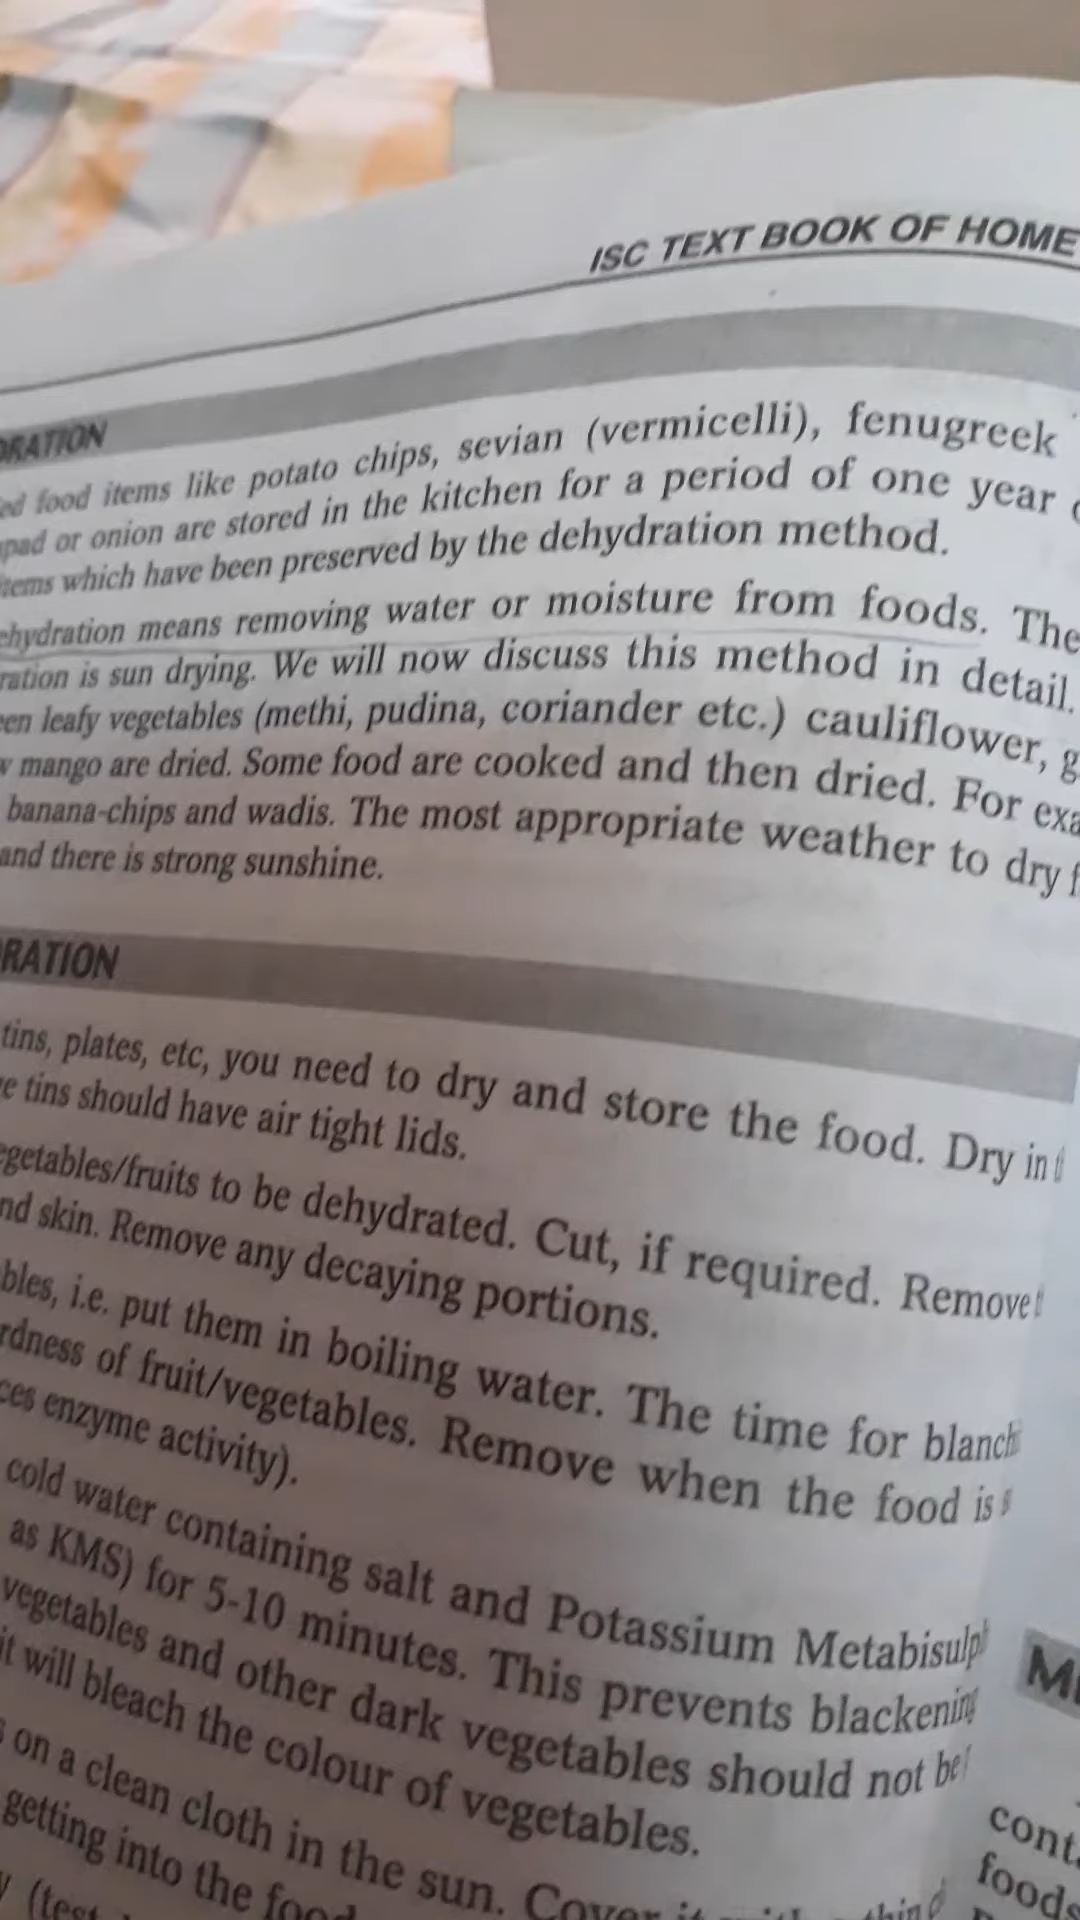 ISC TEXT BOOK OF HOME
RATION
food items like potato chips, sevian (vermicelli), fenugreek
or onion are stored in the kitchen for a period of one year
which have been preserved by the dehydration method.
means removing water or moisture from foods. The
is sun drying. We will now discuss this method in detail.
leafy vegetables (methi, pudina, coriander etc.) cauliflower, g
mango are dried. Some food are cooked and then dried. For exa
banana-chips and wadis. The most appropriate weather to dry f
and there is strong sunshine.
RATION
tins, plates, etc, you need to dry and store the food. Dry in
tins should have air tight lids.
getables/fruits to be dehydrated. Cut, if required. Remove
nd skin. Remove any decaying portions.
bles, i.e. put them in boiling water. The time for blanch
rdness of fruit/vegetables. Remove when the food is
ces enzyme activity).
cold water containing salt and Potassium Metabisulp
as KMS) for 5-10 minutes. This prevents blackening
vegetables and other dark vegetables should not be
it will bleach the colour of vegetables.
on a clean cloth in the sun. Cover it
getting into the food
(test
cont
foods